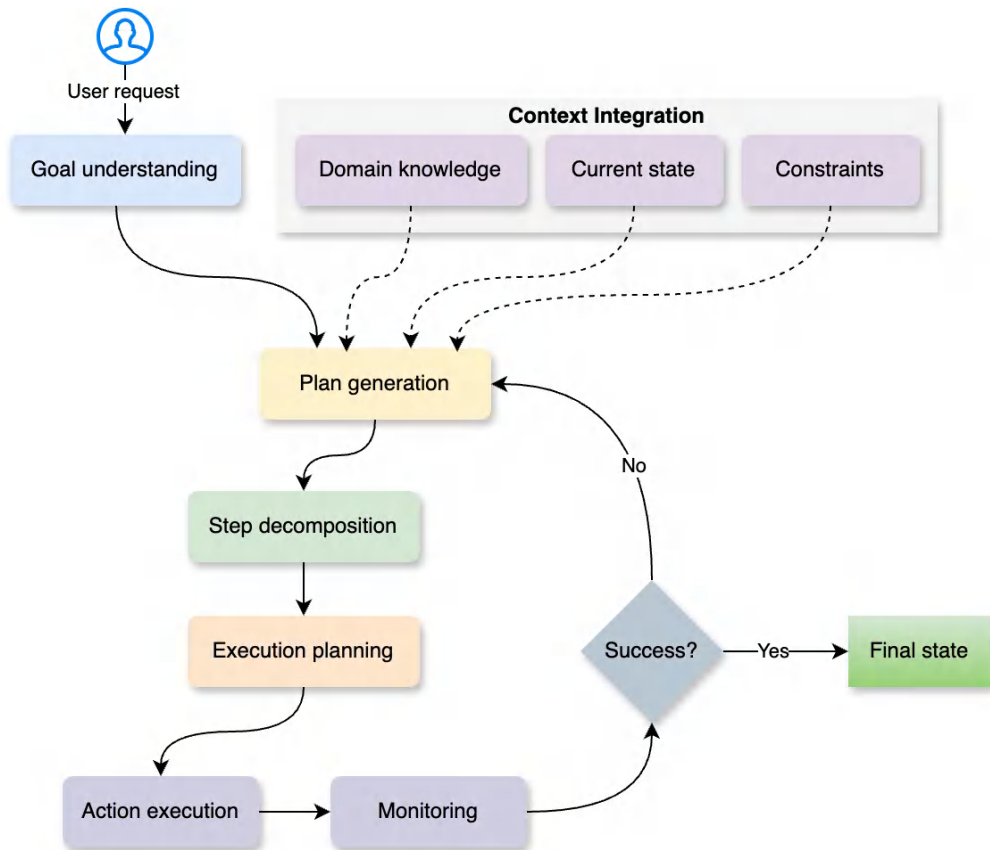 User request
Context Integration
Goal understanding
Domain knowledge
Current state
Constraints
Plan generation
No
Step decomposition
Execution planning
Success?
Yes
Final state
Action execution
Monitoring